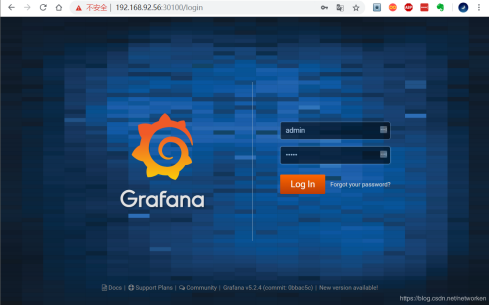 不安全 | 192.168.92.56:30100/login
admin
•••••
Log In
Forgot your password?
Grafana
Docs | Support Plans | Community | Grafana v5.2.4 (commit: 0bbac5c) | New version available!
https://blog.csdn.net/networken